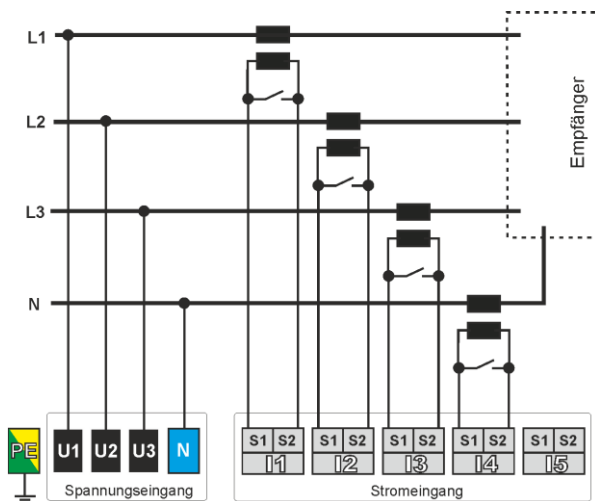 L1
L2
L3
N
Empfänger
PE
U1 U2 U3 N
Spannungseingang
S1 S2 S1 S2 S1 S2 S1 S2 S1 S2
I1 I2 I3 I4 I5
Stromeingang